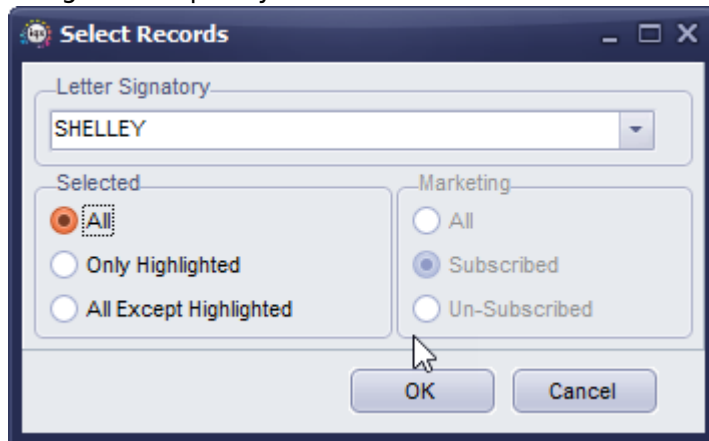 Select Records
Letter Signatory
SHELLEY
Selected
All
Only Highlighted
All Except Highlighted
Marketing
All
Subscribed
Un-Subscribed
OK Cancel